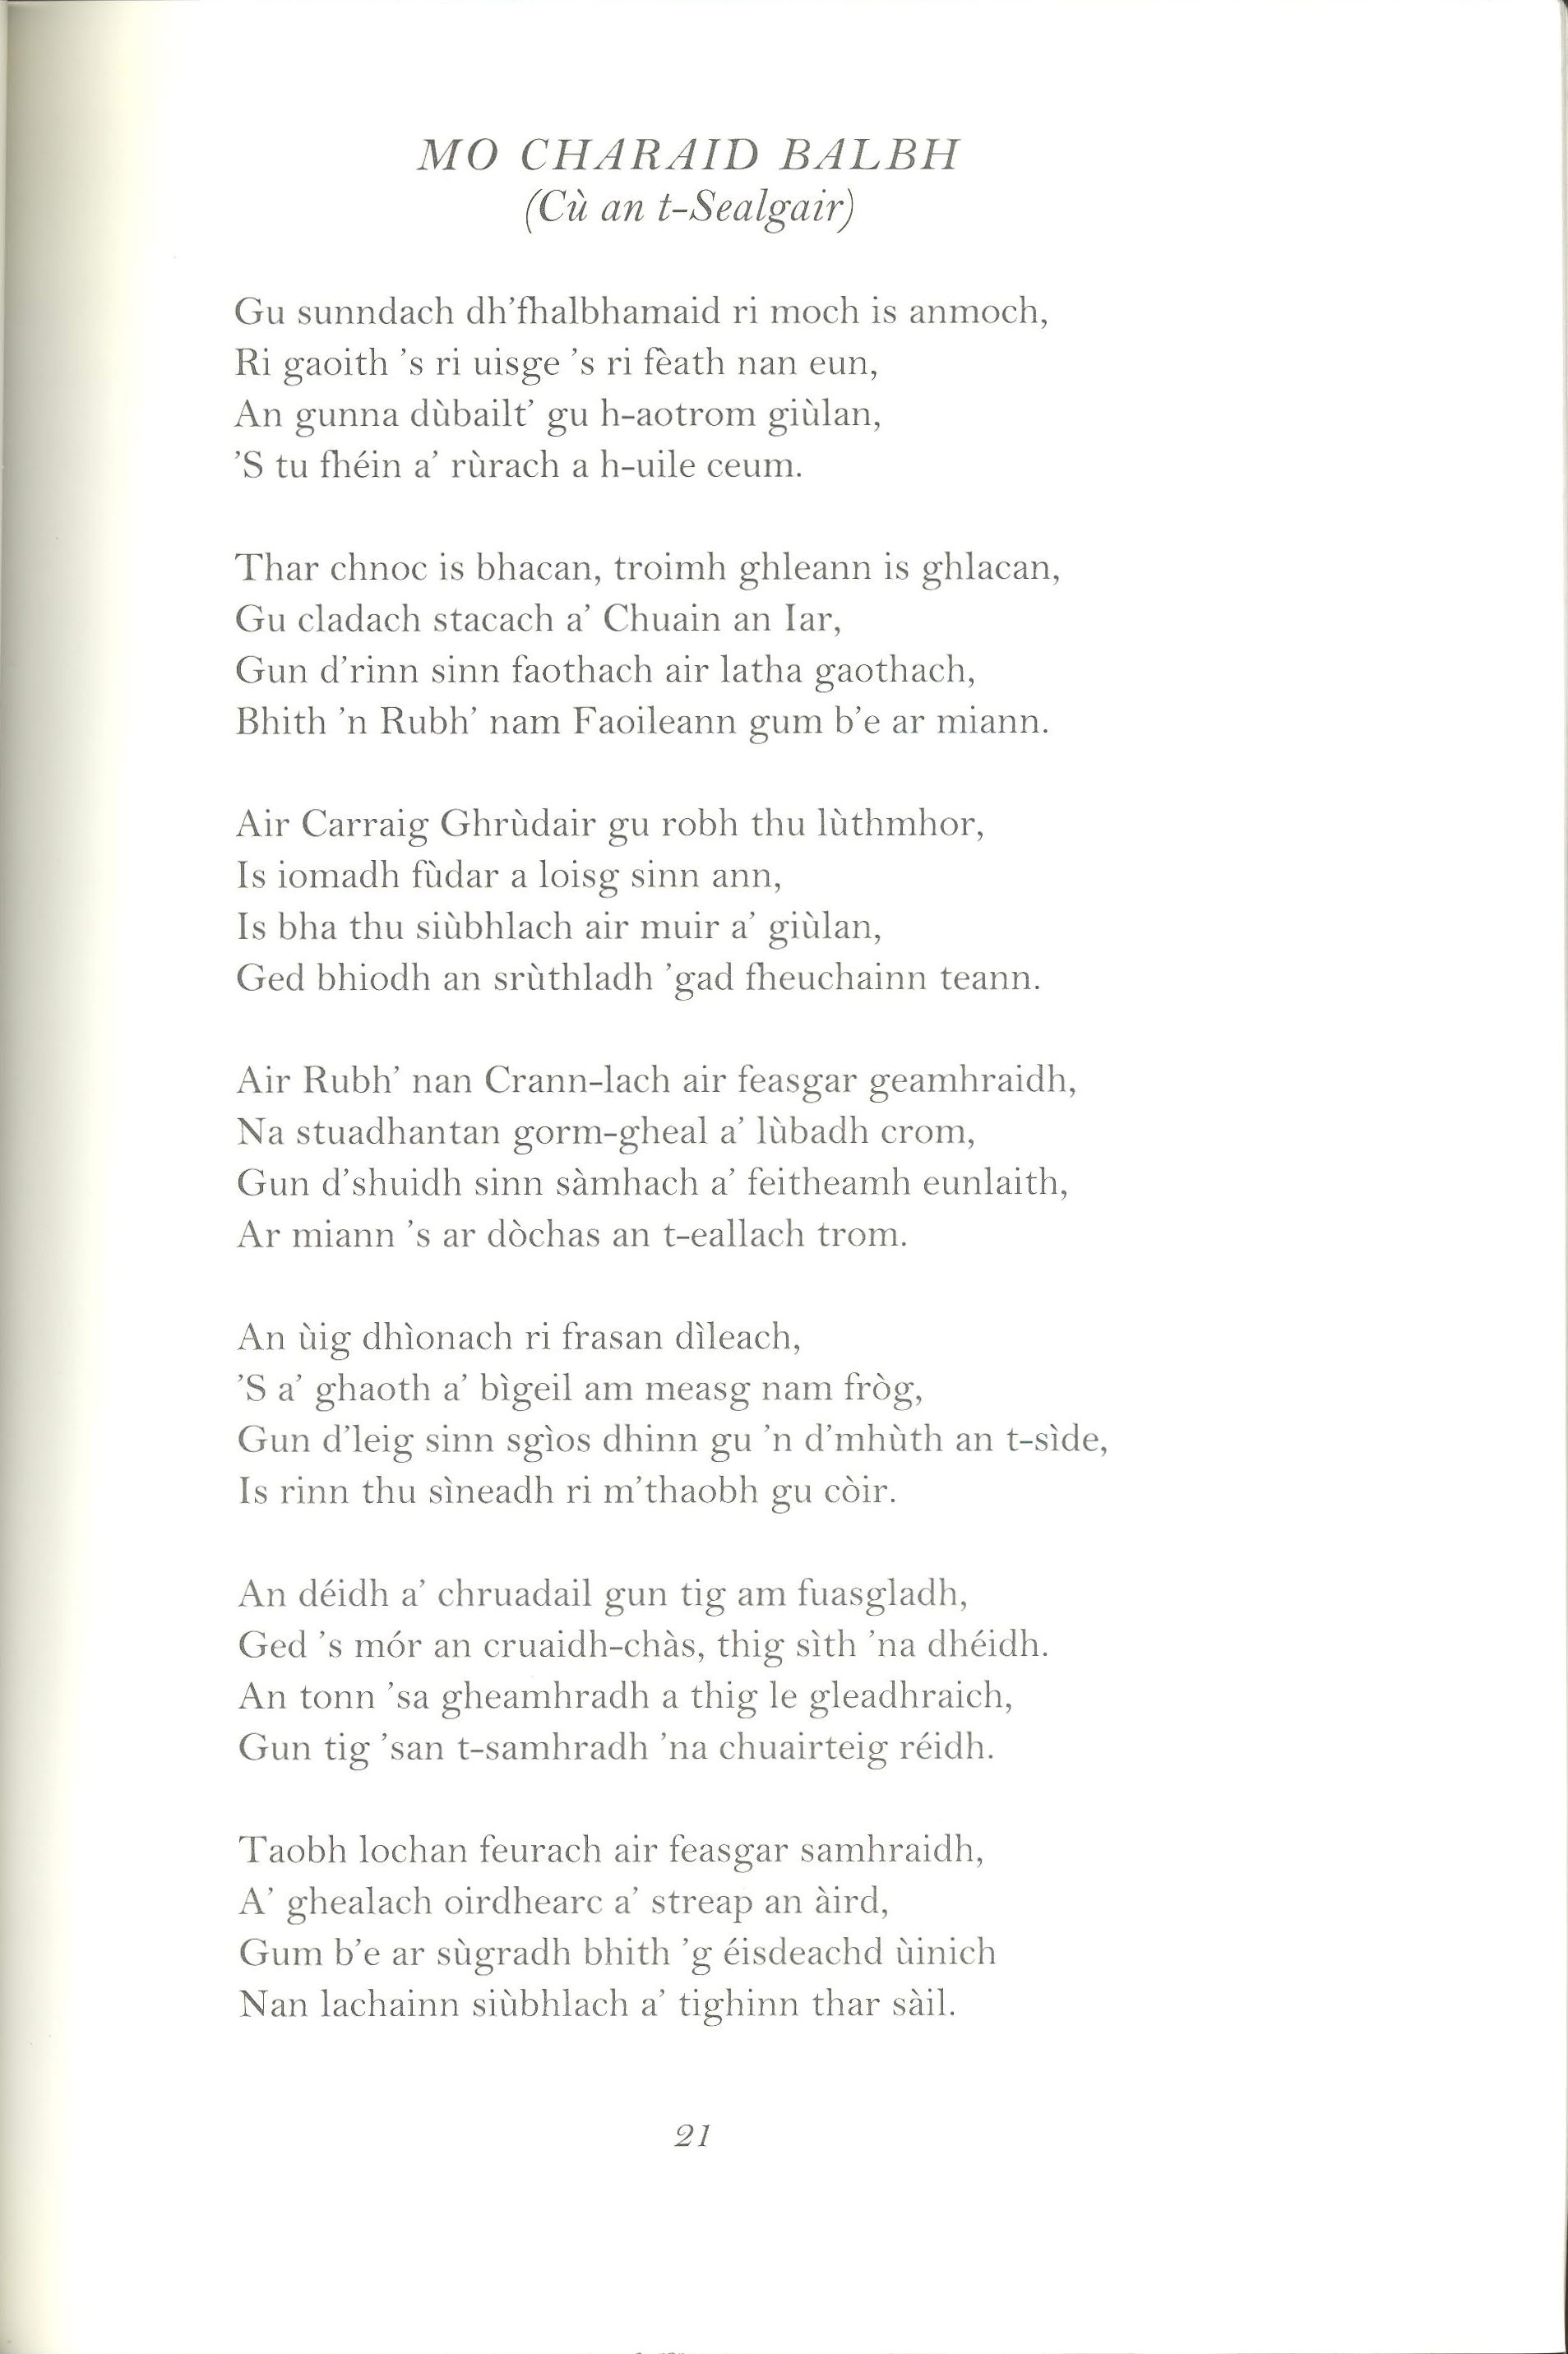 MO CHARAID BALBH
(Cù an t-Sealgair)
Gu sunndach dh’fhalbhamaid ri moch is anmoch,
Ri gaoith ’s ri uisge ’s ri fèath nan eun,
An gunna dùbailt’ gu h-aotrom giùlan,
’S tu fhéin a’ rùrach a h-uile ceum.
Thar chnoc is bhacan, troimh ghleann is ghlacan,
Gu cladach stacach a’ Chuain an Iar,
Gun d’rinn sinn faothach air latha gaothach,
Bhith ’n Rubh’ nam Faoileann gum b’e ar miann.
Air Carraig Ghrùdair gu robh thu lùthmhor,
Is iomadh fùdar a loisg sinn ann,
Is bha thu siùbhlach air muir a’ giùlan,
Ged bhiodh an srùthladh ’gad fheuchainn teann.
Air Rubh’ nan Crann-lach air feasgar geamhraidh,
Na stuadhantan gorm-gheal a’ lùbadh crom,
Gun d’shuidh sinn sàmhach a’ feitheamh eunlaith,
Ar miann ’s ar dòchas an t-eallach trom.
An ùig dhìonach ri frasan dìleach,
’S a’ ghaoth a’ bìgeil am measg nam fròg,
Gun d’leig sinn sgìos dhinn gu ’n d’mhùth an t-sìde,
Is rinn thu sìneadh ri m’thaobh gu còir.
An déidh a’ chruadail gun tig am fuasgladh,
Ged ’s mór an cruaidh-chàs, thig sìth ’na dhéidh.
An tonn ’sa gheamhradh a thig le gleadhraich,
Gun tig ’san t-samhradh ’na chuairteig réidh.
Taobh lochan feurach air feasgar samhraidh,
A’ ghealach oirdhearc a’ streap an àird,
Gum b’e ar sùgradh bhith ’g éisdeachd ùinich
Nan lachainn siùbhlach a’ tighinn thar sàil.
21